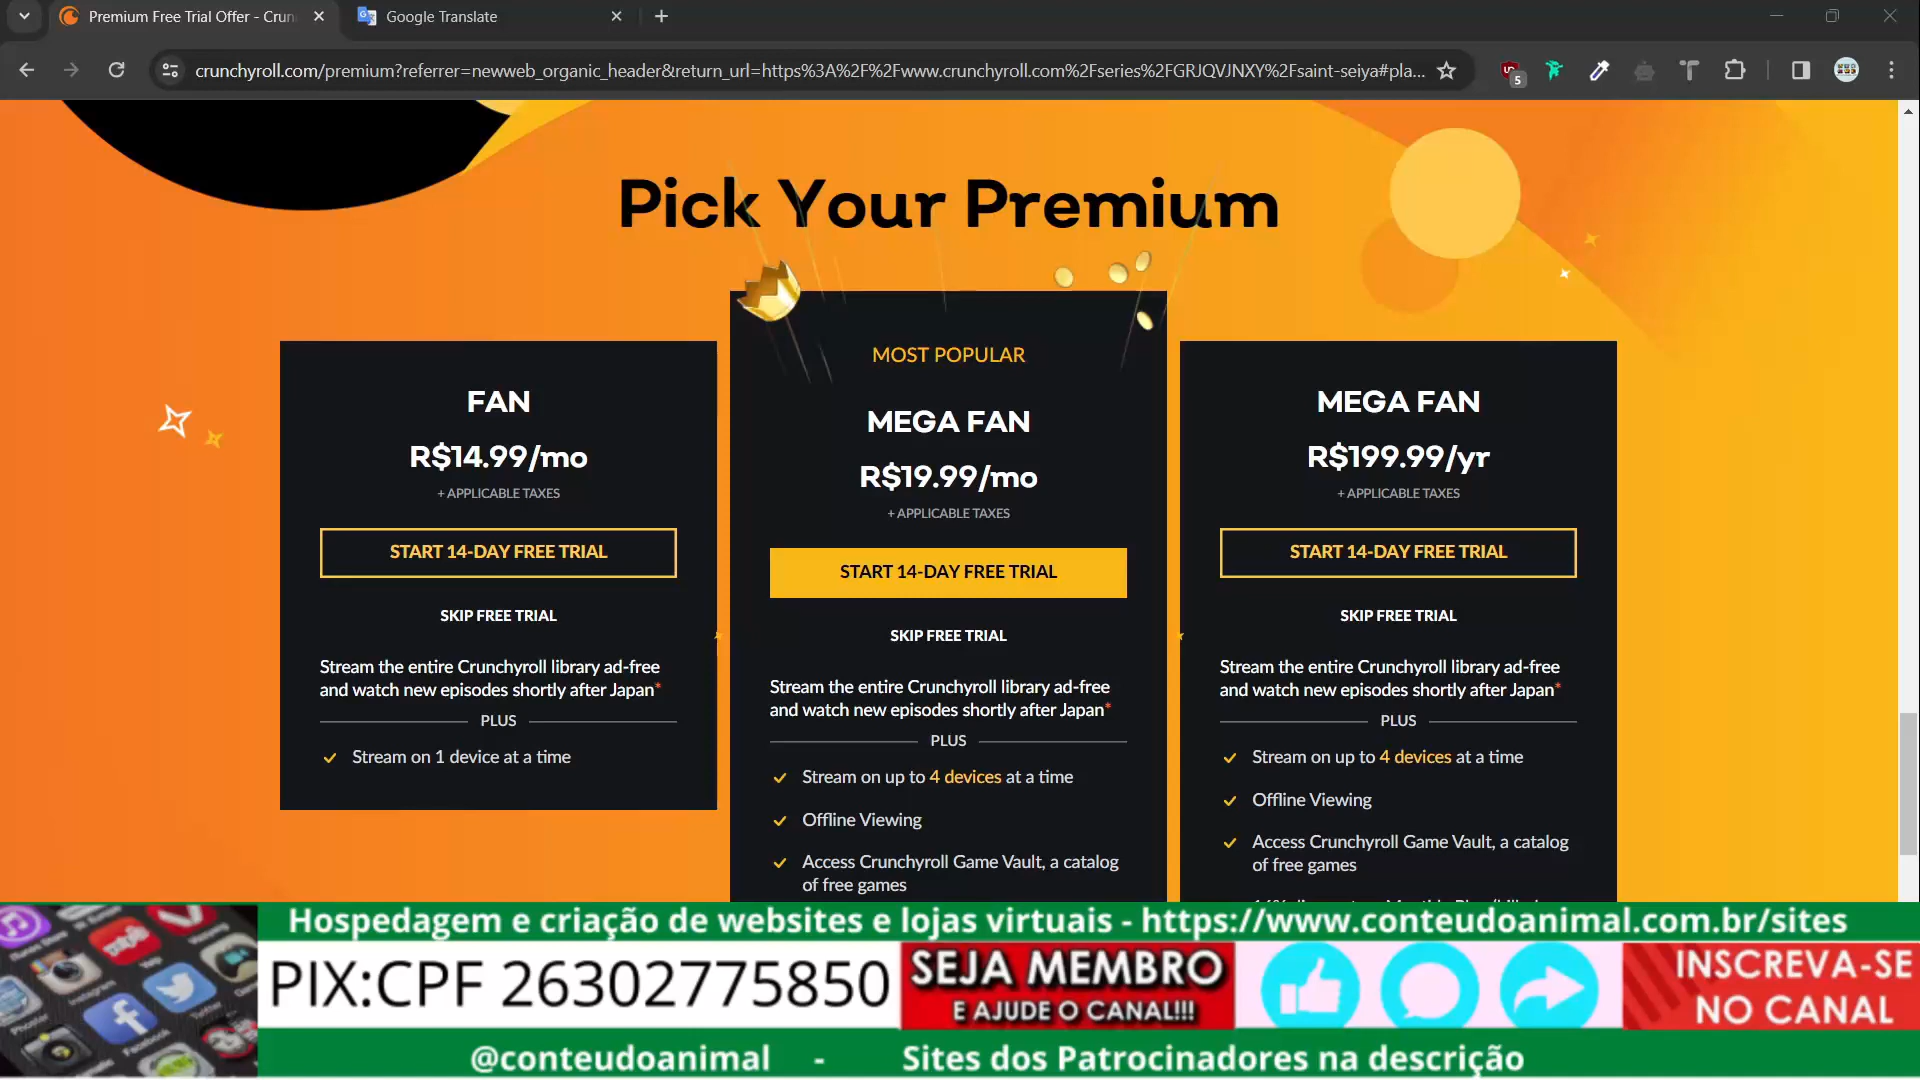 Premium Free Trial Offer - Crun
Google Translate
crunchyroll.com/premium?referrer=newweb_organic_header&return_url=https%3A%2F%2Fwww.crunchyroll.com%2Fseries%2FGRJQVJNXY%2Fsaint-seiya#pla...
5
Pick Your Premium
FAN
R$14.99/mo
+ APPLICABLE TAXES
START 14-DAY FREE TRIAL
SKIP FREE TRIAL
Stream the entire Crunchyroll library ad-free
and watch new episodes shortly after Japan*
PLUS
Stream on 1 device at a time
MOST POPULAR
MEGA FAN
R$19.99/mo
+ APPLICABLE TAXES
START 14-DAY FREE TRIAL
SKIP FREE TRIAL
Stream the entire Crunchyroll library ad-free
and watch new episodes shortly after Japan*
PLUS
Stream on up to 4 devices at a time
Offline Viewing
Access Crunchyroll Game Vault, a catalog
of free games
MEGA FAN
R$199.99/yr
+ APPLICABLE TAXES
START 14-DAY FREE TRIAL
SKIP FREE TRIAL
Stream the entire Crunchyroll library ad-free
and watch new episodes shortly after Japan*
PLUS
Stream on up to 4 devices at a time
Offline Viewing
Access Crunchyroll Game Vault, a catalog
of free games
Hospedagem e criação de websites e lojas virtuais - https://www.conteudoanimal.com.br/sites
PIX:CPF 26302775850
SEJA MEMBRO
E AJUDE O CANAL!!!
INSCREVA-SE
NO CANAL
@conteudoanimal - Sites dos Patrocinadores na descrição